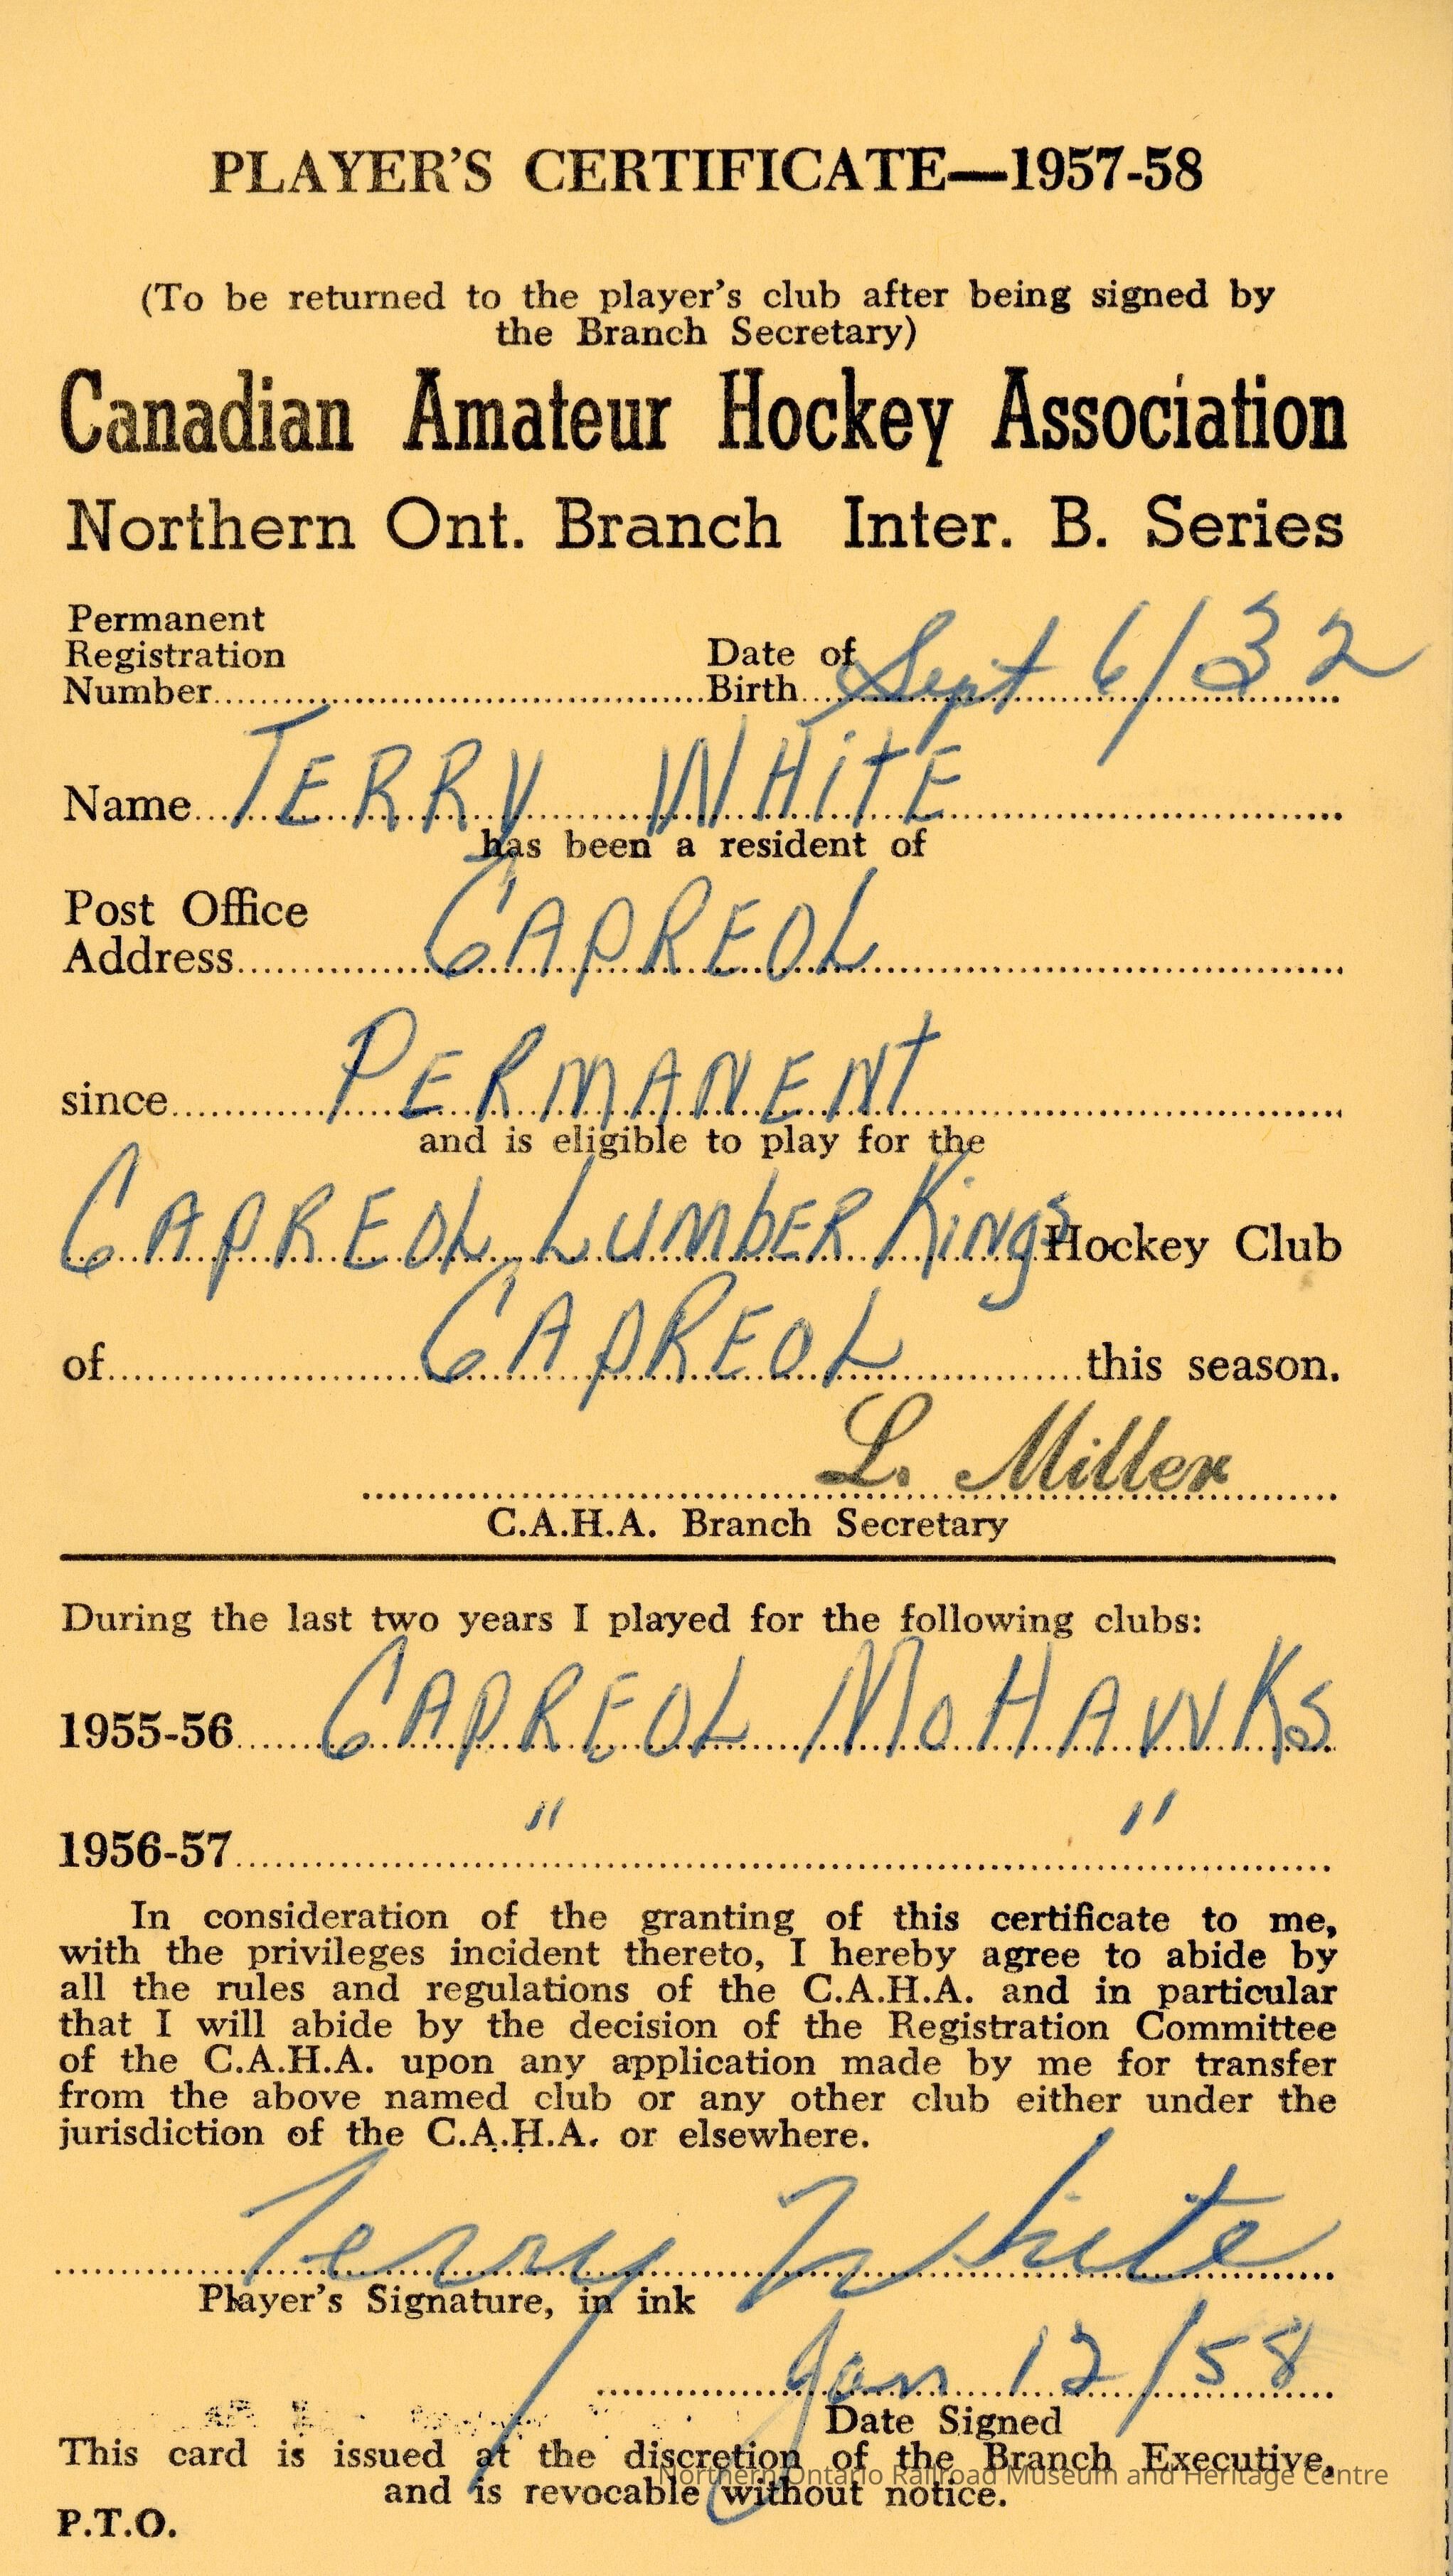 PLAYER'S CERTIFICATE—1957-58
(To be returned to the player's club after being signed by
the Branch Secretary)
Canadian Amateur Hockey Association
Northern Ont. Branch Inter. B. Series
Permanent
Registration
Number
Date of
Birth Sept 6/32
Name TERRY WHiTE
has been a resident of
Post Office
Address CAPREOL
since PERMANENT
and is eligible to play for the
CAPREOL LUMBER KINGS Hockey Club
of CAPREOL this season.
L. Miller
C.A.H.A. Branch Secretary
During the last two years I played for the following clubs:
1955-56 CAPREOL MOHAWKS
1956-57 " "
In consideration of the granting of this certificate to me,
with the privileges incident thereto, I hereby agree to abide by
all the rules and regulations of the C.A.H.A. and in particular
that I will abide by the decision of the Registration Committee
of the C.A.H.A. upon any application made by me for transfer
from the above named club or any other club either under the
jurisdiction of the C.A.H.A. or elsewhere.
Terry White
Player's Signature, in ink
Jan 12/58
Date Signed
This card is issued at the discretion of the Branch Executive,
Northern Ontario Railroad Museum and Heritage Centre
and is revocable without notice.
P.T.O.